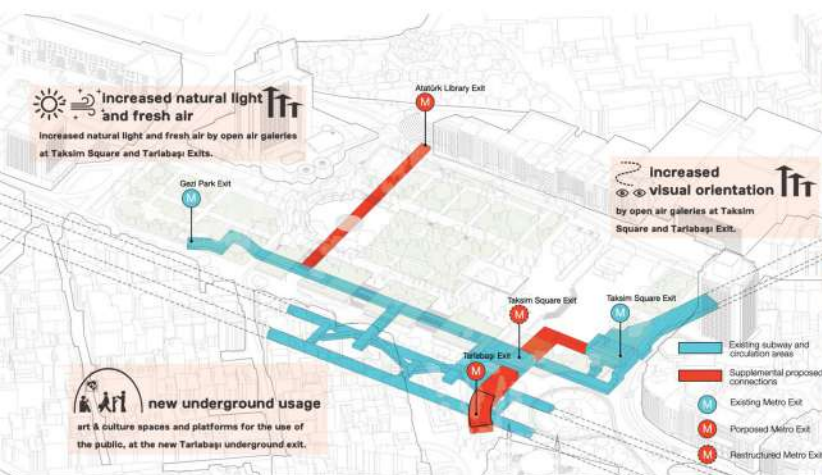 Atatürk Library Exit
M
increased natural light
and fresh air
increased natural light and fresh air by open air galeries
at Taksim Square and Tarlabaşı Exits.
increased
visual orientation
by open air galeries at Taksim
Square and Tarlabaşı Exit.
Gezi Park Exit
M
Taksim Square Exit
M
Taksim Square Exit
M
Tarlabaşı Exit
M
new underground usage
art & culture spaces and platforms for the use of
the public, at the new Tarlabaşı underground exit.
Existing subway and
circulation areas
Supplemental proposed
connections
M Existing Metro Exit
M Porposed Metro Exit
M Restructured Metro Exit